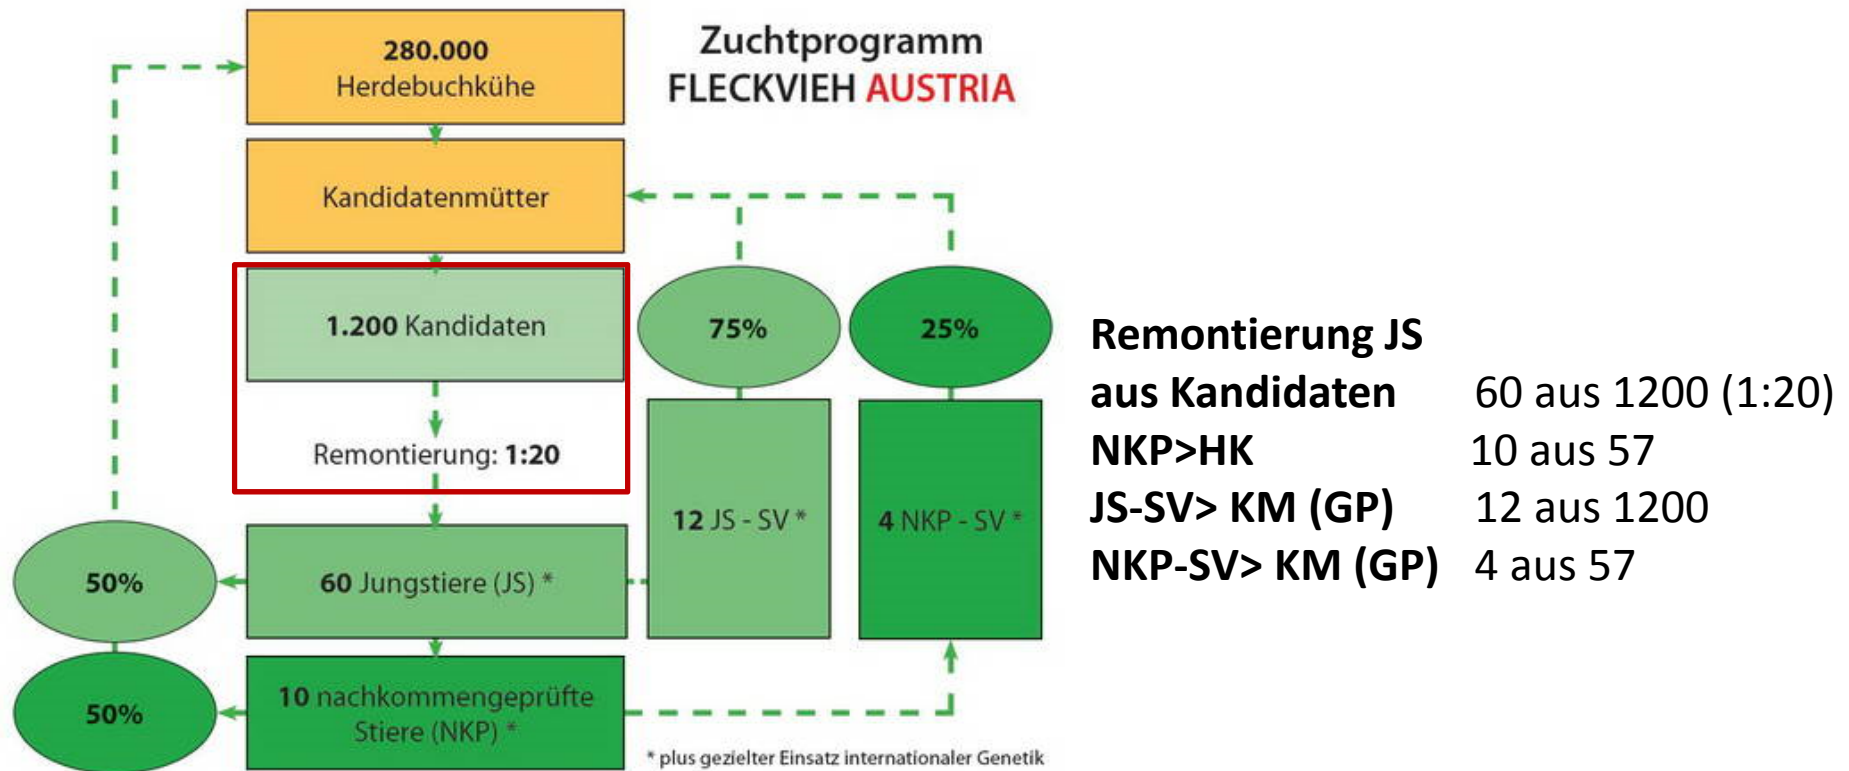 Zuchtprogramm
FLECKVIEH AUSTRIA
280.000
Herdebuchkühe
Kandidatenmütter
1.200 Kandidaten
Remontierung: 1:20
75%
25%
12 JS - SV *
4 NKP - SV *
50%
60 Jungstiere (JS) *
50%
10 nachkommengeprüfte
Stiere (NKP) *
* plus gezielter Einsatz internationaler Genetik
Remontierung JS
aus Kandidaten 60 aus 1200 (1:20)
NKP>HK 10 aus 57
JS-SV> KM (GP) 12 aus 1200
NKP-SV> KM (GP) 4 aus 57